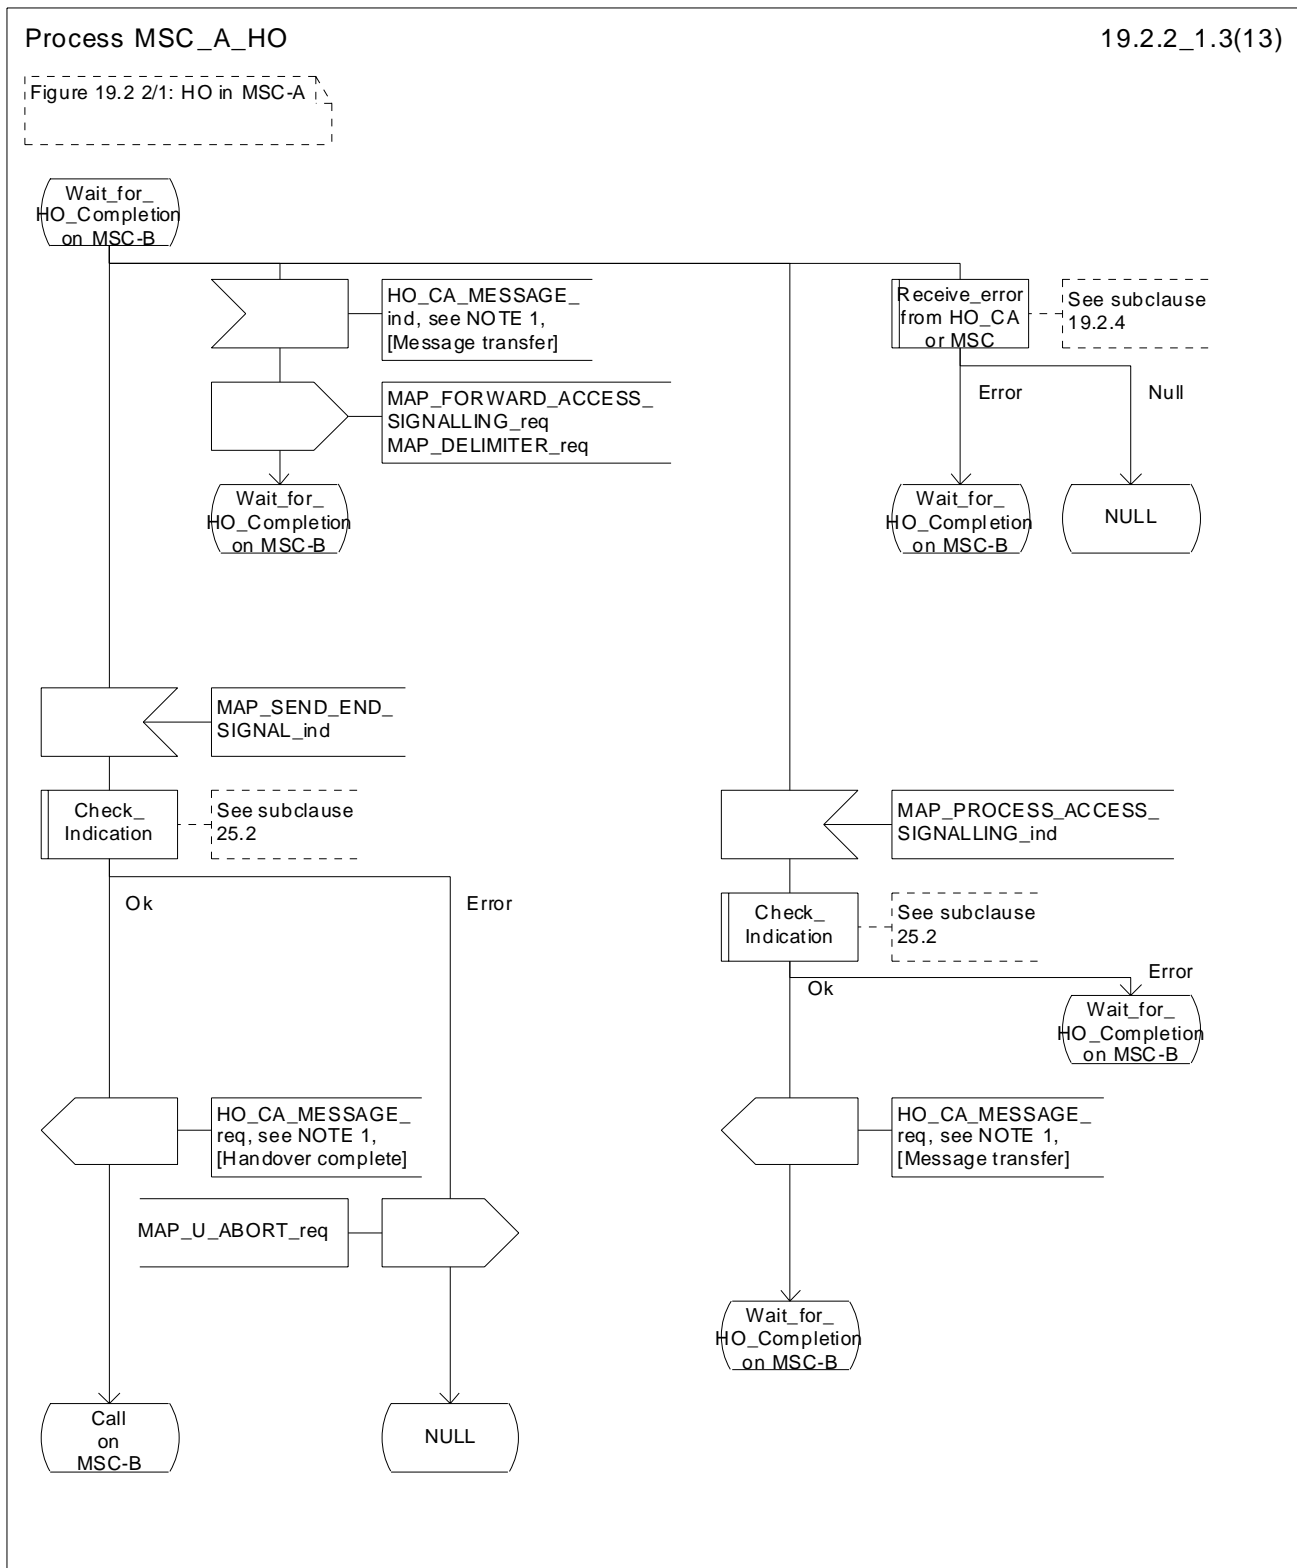 Process MSC_A_HO
19.2.2_1.3(13)
Figure 19.2 2/1: HO in MSC-A
Wait_for_
HO_Completion
on MSC-B
HO_CA_MESSAGE_
ind, see NOTE 1,
[Message transfer]
Receive_error
from HO_CA
or MSC
See subclause
19.2.4
MAP_FORWARD_ACCESS_
SIGNALLING_req
MAP_DELIMITER_req
Error
Null
Wait_for_
HO_Completion
on MSC-B
Wait_for_
HO_Completion
on MSC-B
NULL
MAP_SEND_END_
SIGNAL_ind
Check_
Indication
See subclause
25.2
MAP_PROCESS_ACCESS_
SIGNALLING_ind
Ok
Error
Check_
Indication
See subclause
25.2
Ok
Error
Wait_for_
HO_Completion
on MSC-B
HO_CA_MESSAGE_
req, see NOTE 1,
[Handover complete]
HO_CA_MESSAGE_
req, see NOTE 1,
[Message transfer]
MAP_U_ABORT_req
Wait_for_
HO_Completion
on MSC-B
Call
on
MSC-B
NULL